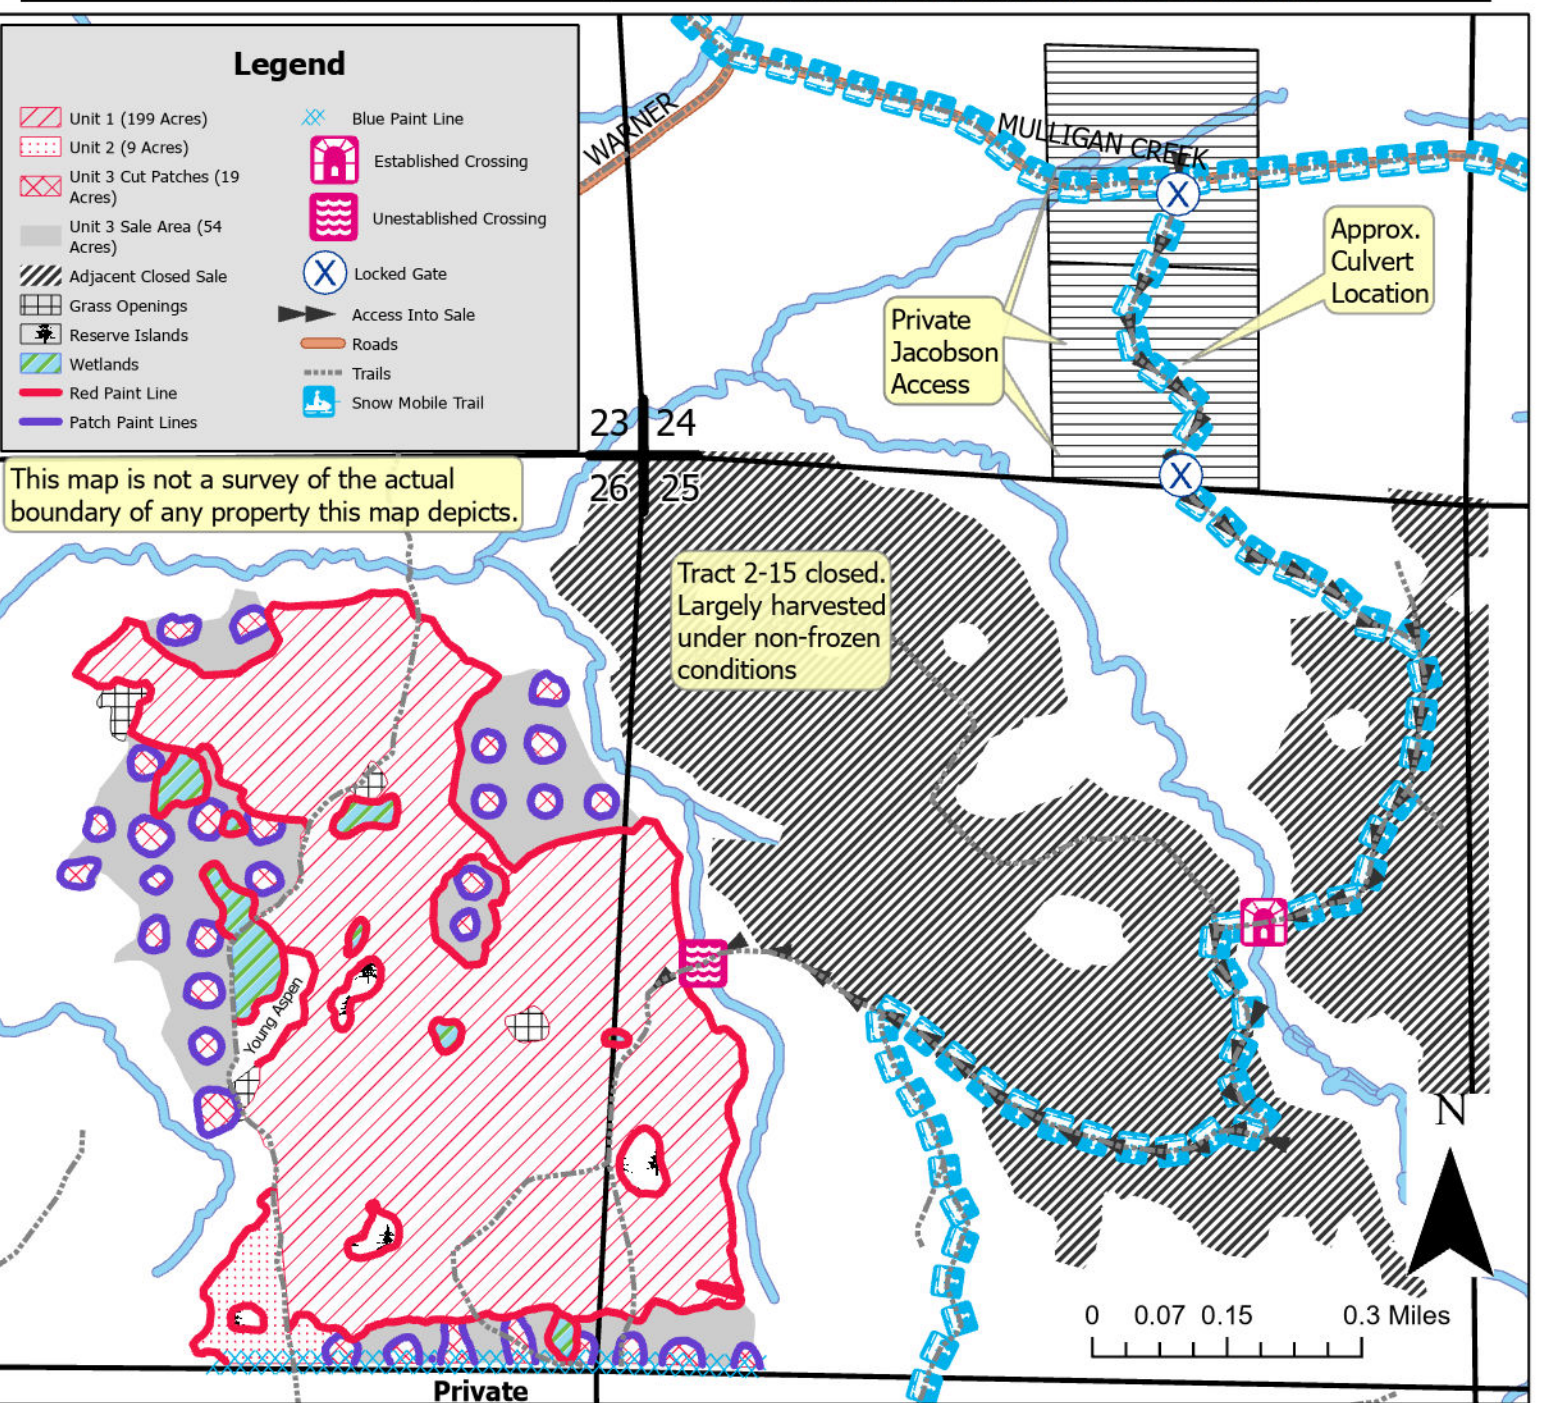 Legend
Unit 1 (199 Acres)
Unit 2 (9 Acres)
Unit 3 Cut Patches (19
Acres)
Unit 3 Sale Area (54
Acres)
Adjacent Closed Sale
Grass Openings
Reserve Islands
Wetlands
Red Paint Line
Patch Paint Lines
Blue Paint Line
Established Crossing
Unestablished Crossing
X
Locked Gate
Access Into Sale
Roads
Trails
Snow Mobile Trail
WARNER
MULLIGAN CREEK
X
Approx.
Culvert
Location
Private
Jacobson
Access
23 24
26 25
X
This map is not a survey of the actual
boundary of any property this map depicts.
Tract 2-15 closed.
Largely harvested
under non-frozen
conditions
Young Aspen
N
0 0.07 0.15 0.3 Miles
Private